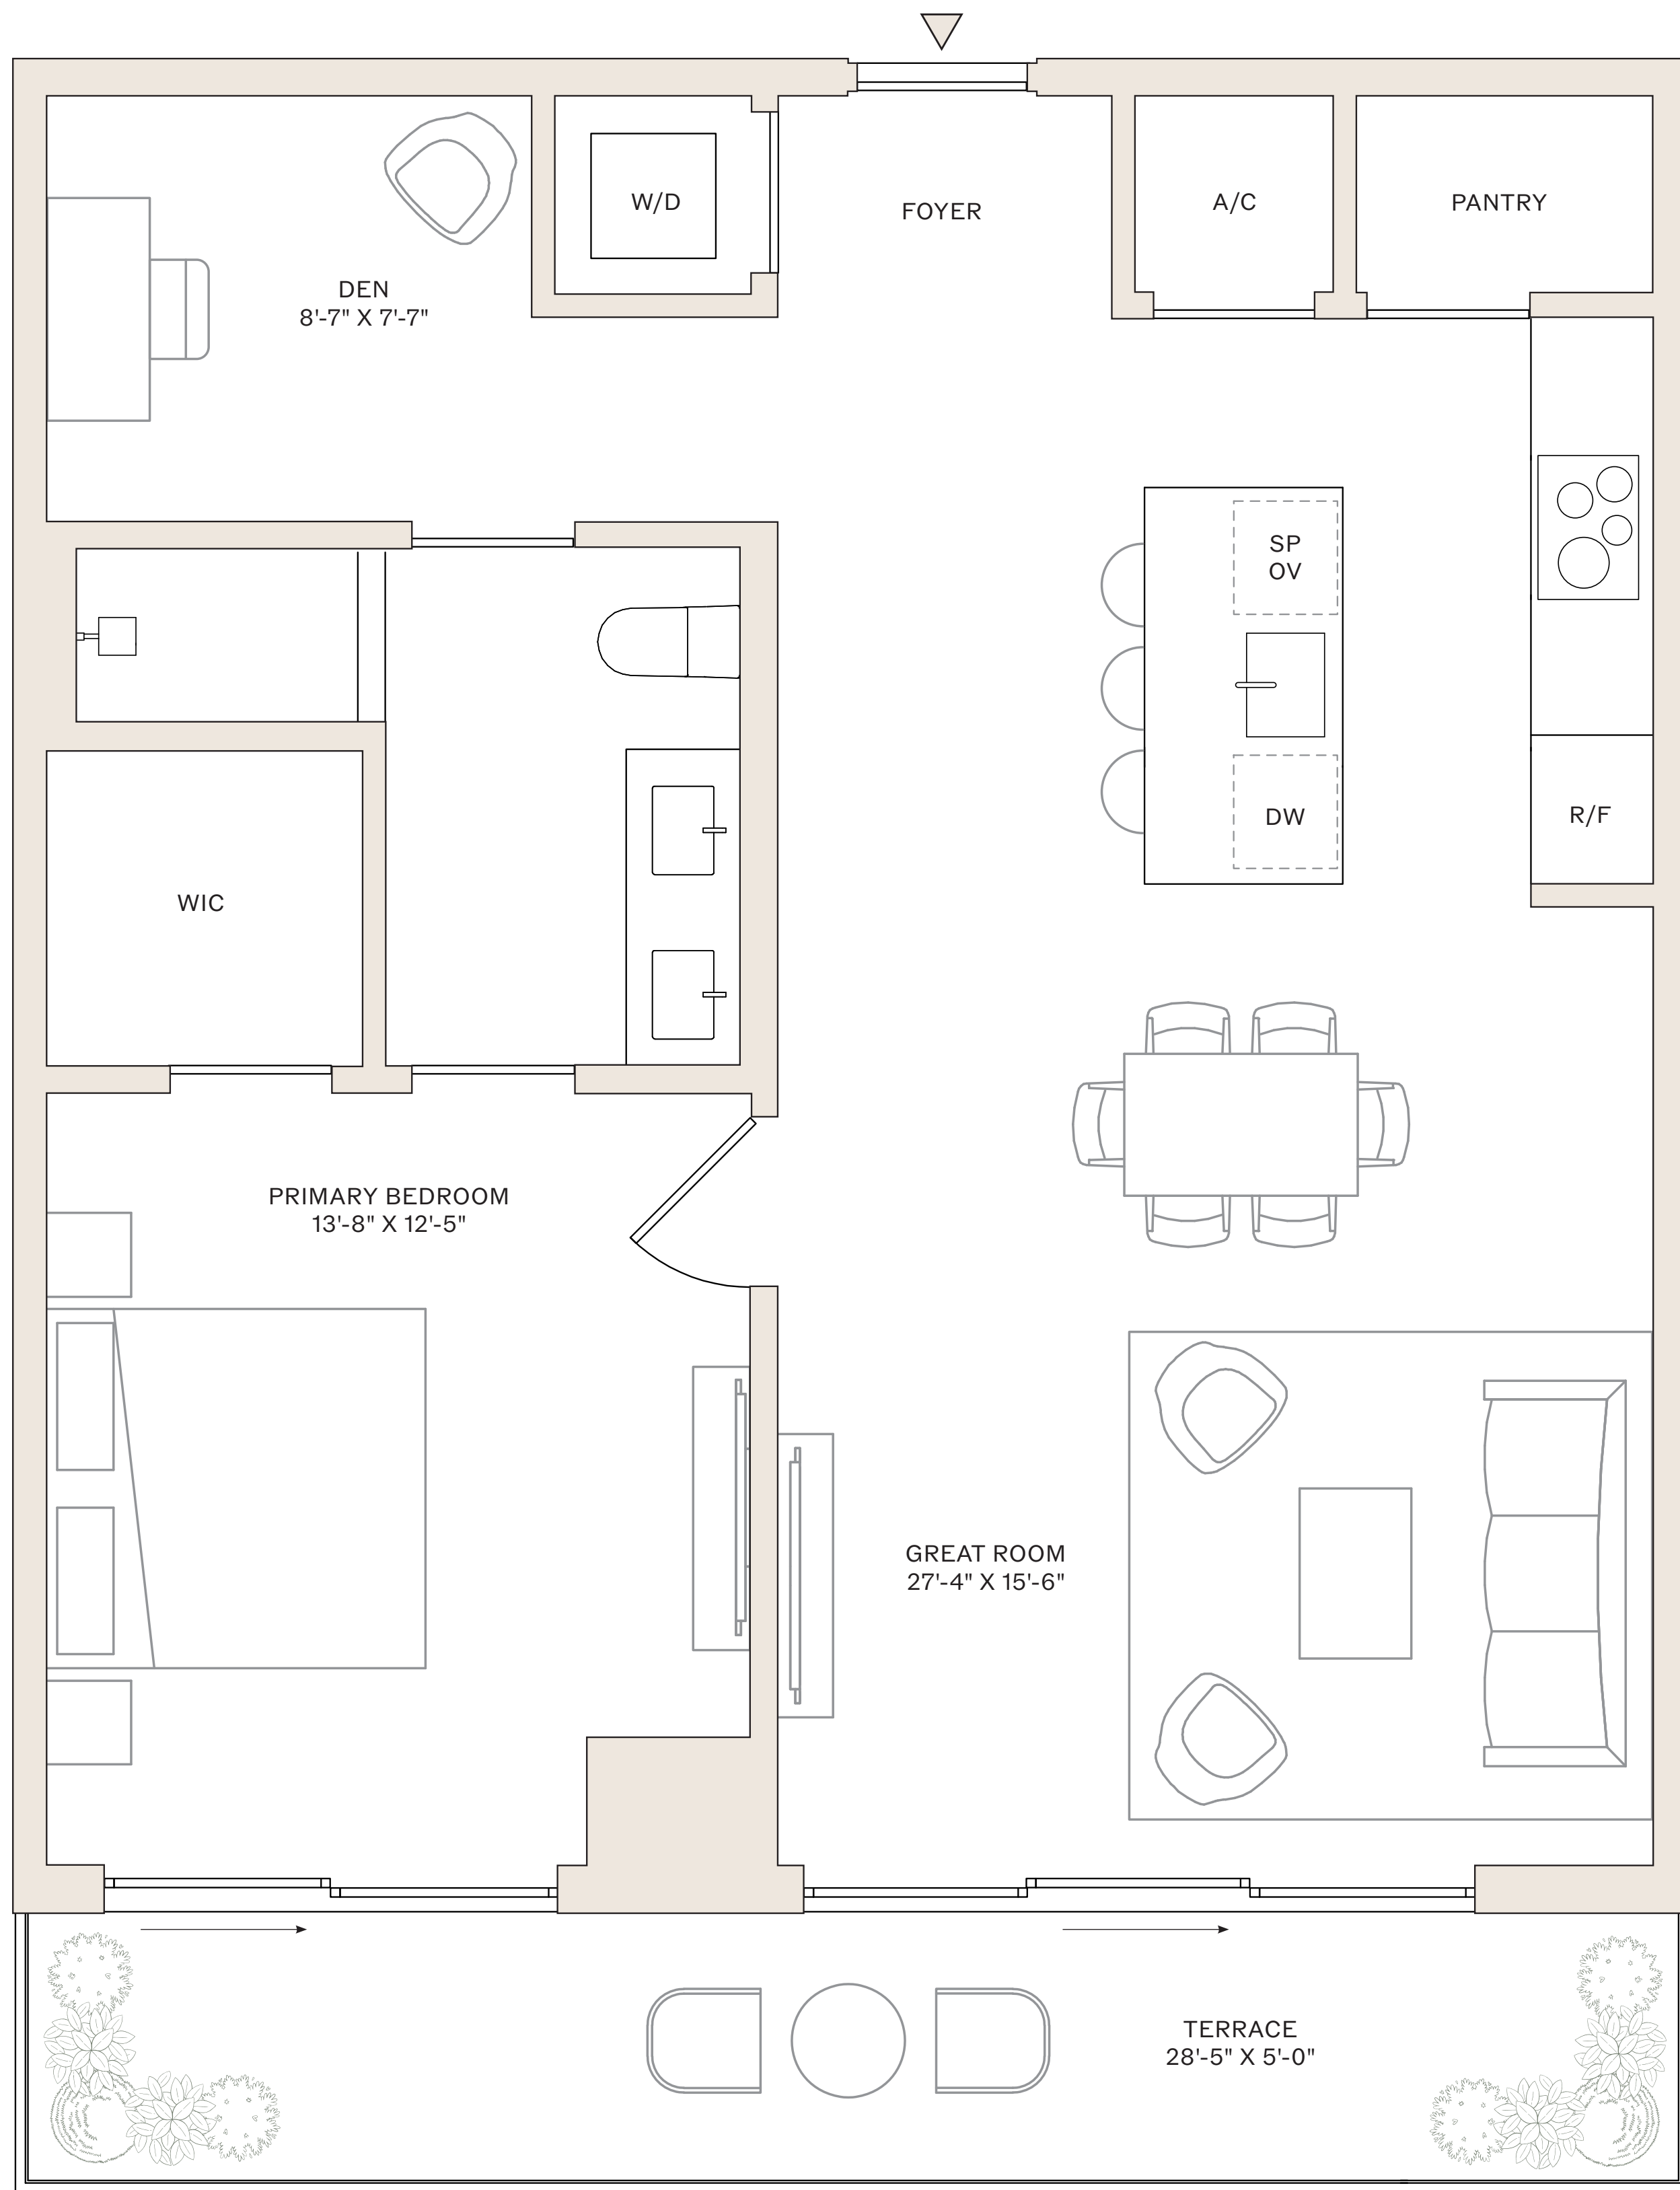 W/D
FOYER
A/C
PANTRY
DEN
8'-7" X 7'-7"
SP
OV
DW
R/F
WIC
PRIMARY BEDROOM
13'-8" X 12'-5"
GREAT ROOM
27'-4" X 15'-6"
TERRACE
28'-5" X 5'-0"